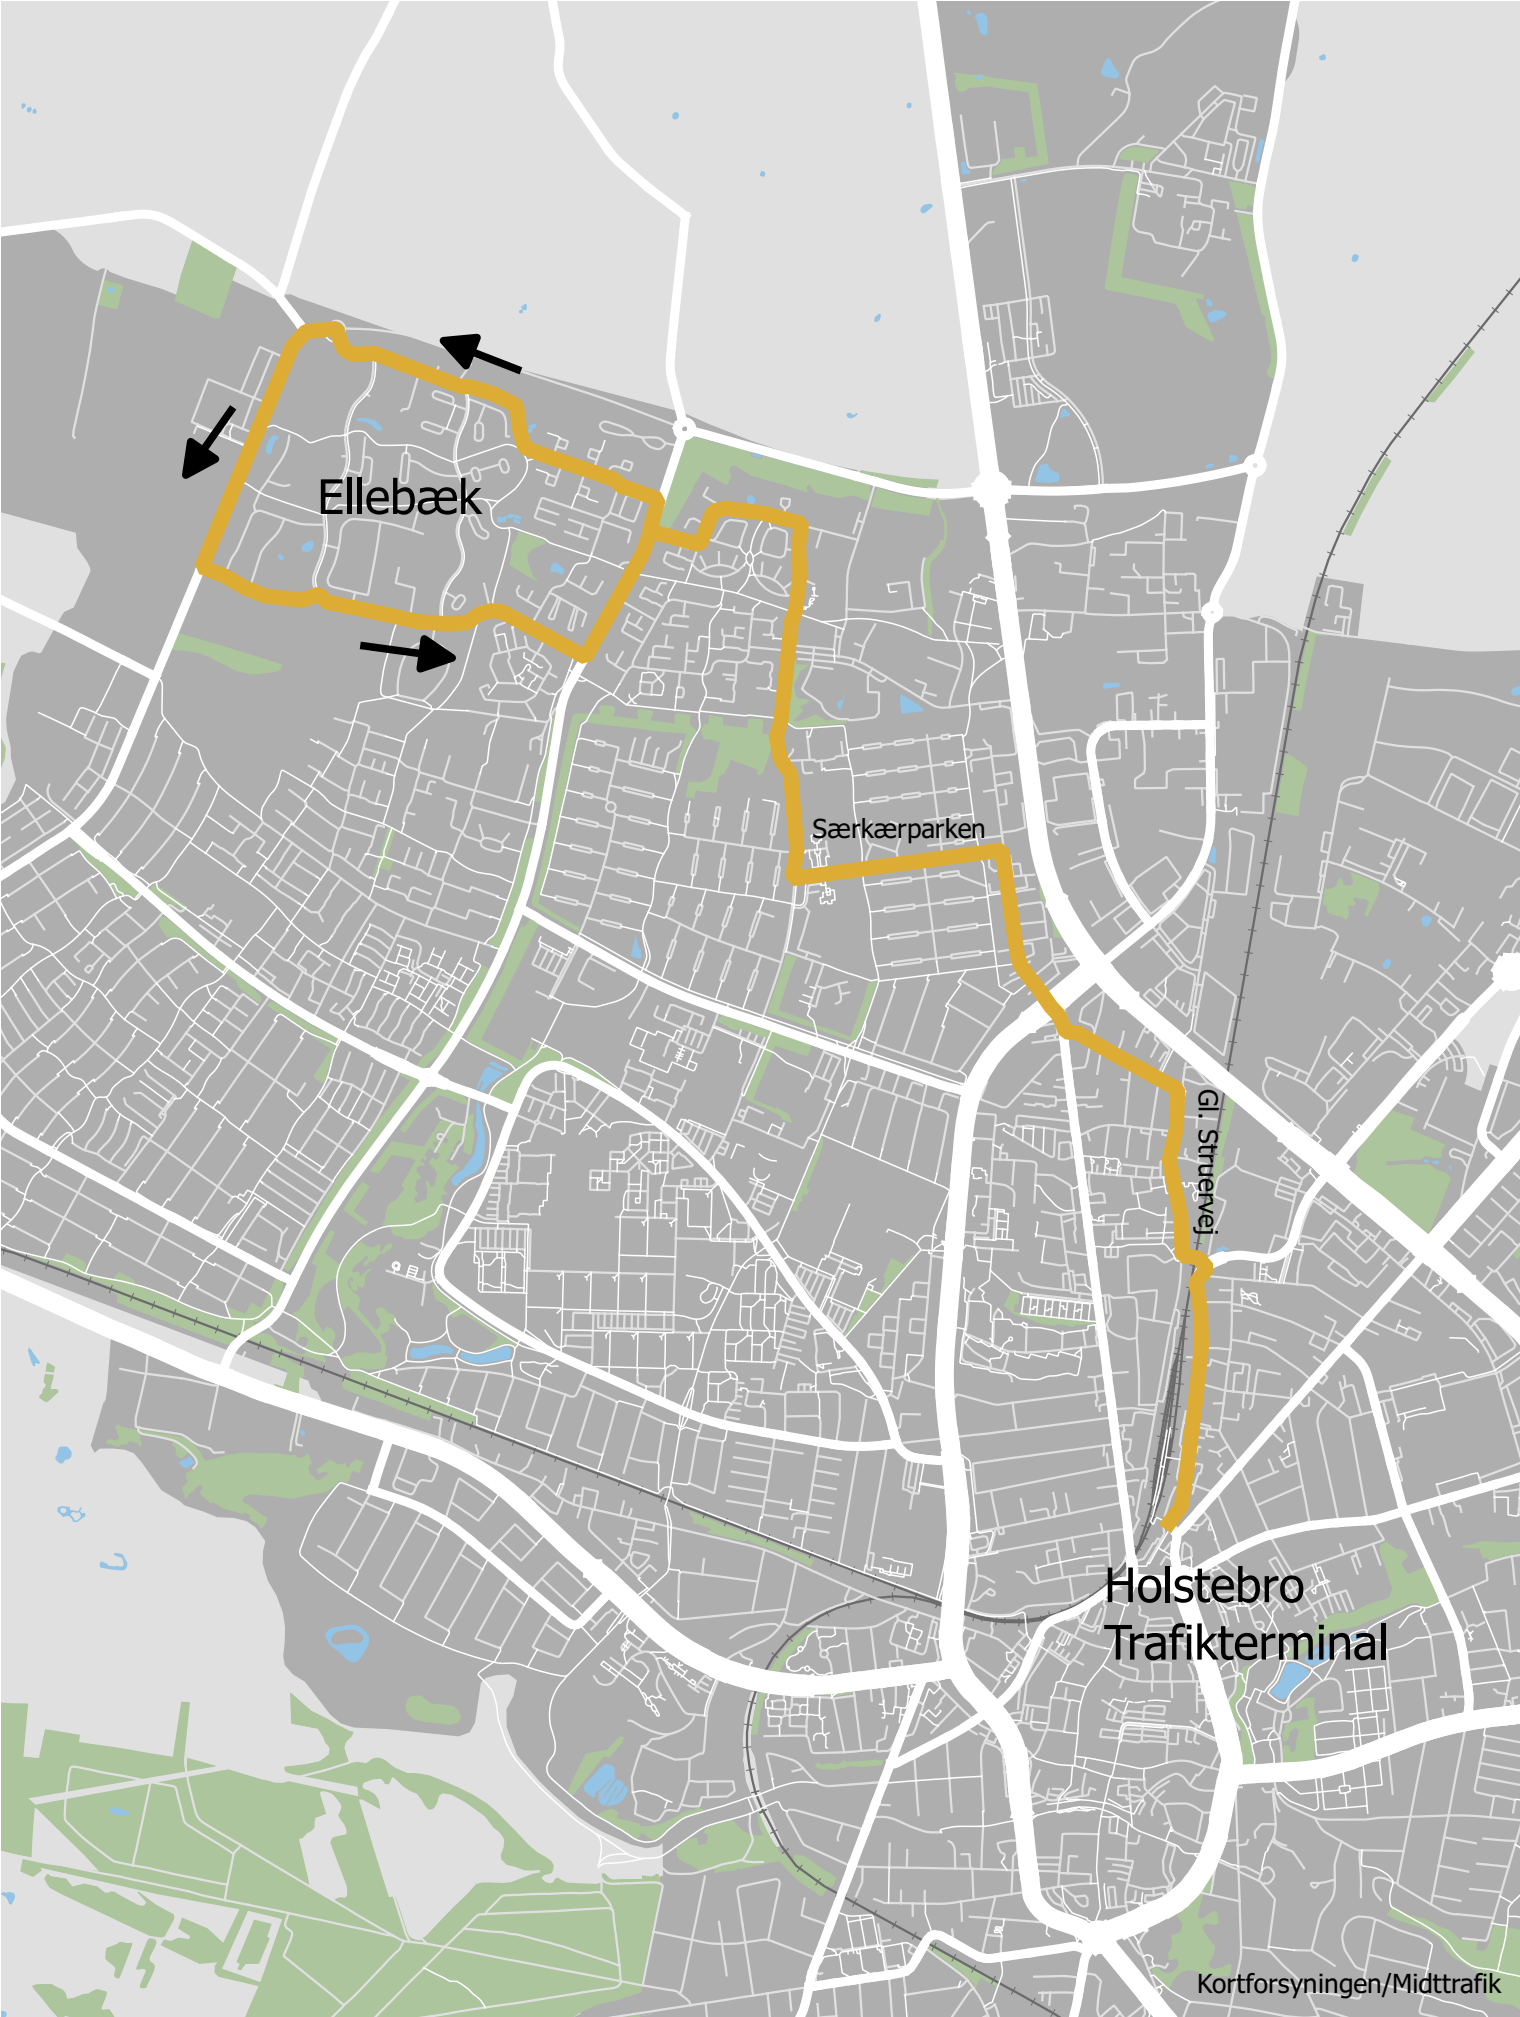 Ellebæk
Særkærparken
Gl. Struervej
Holstebro
Trafikterminal
Kortforsyningen/Midttrafik